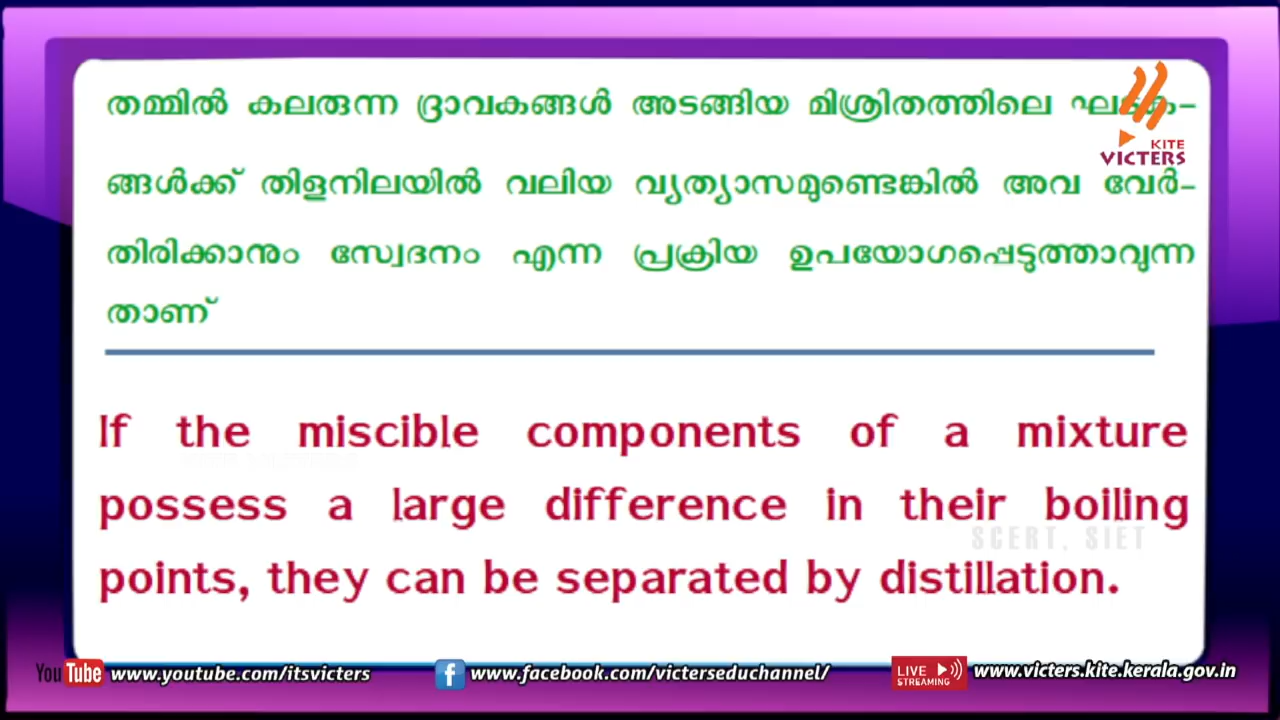 തമ്മിൽ കലരുന്ന ദ്രാവകങ്ങൾ അടങ്ങിയ മിശ്രിതത്തിലെ ഘടക-
ങ്ങൾക്ക് തിളനിലയിൽ വലിയ വ്യത്യാസമുണ്ടെങ്കിൽ അവ വേർ-
തിരിക്കാനും സ്വേദനം എന്ന പ്രക്രിയ ഉപയോഗപ്പെടുത്താവുന്ന
താണ്
KITE
VICTERS
If the miscible components of a mixture
possess a large difference in their boiling
SCERT, SIET
points, they can be separated by distillation.
YouTube www.youtube.com/itsvicters f www.facebook.com/victerseduchannel/ LIVE STREAMING www.victers.kite.kerala.gov.in